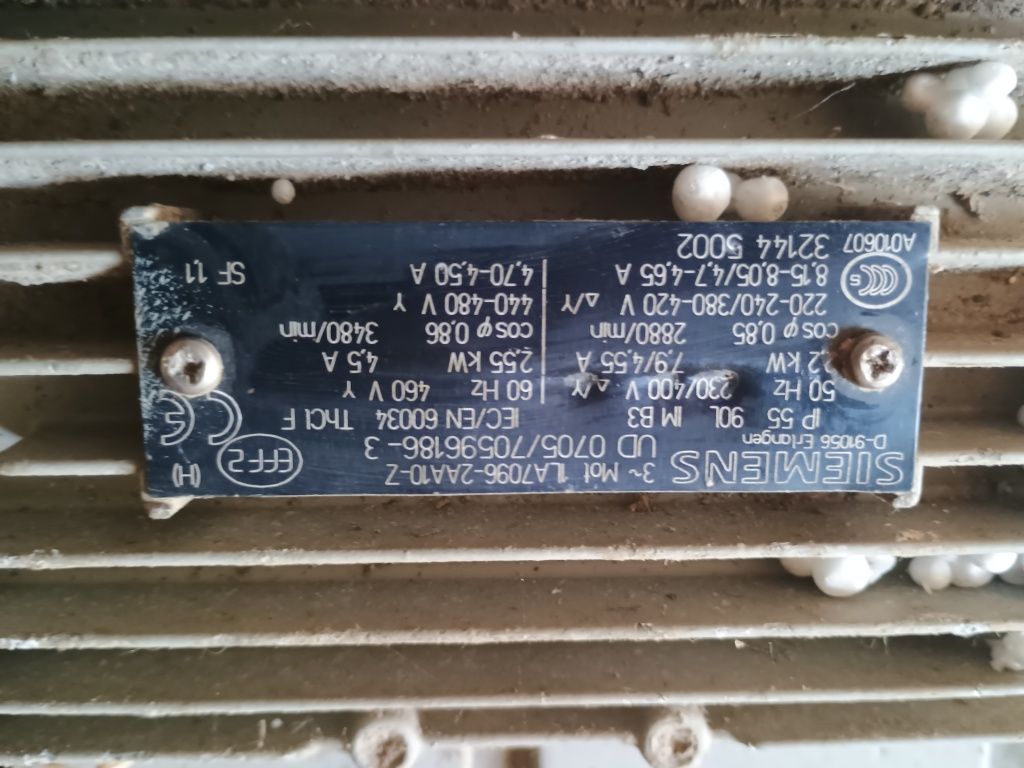 SIEMENS 3~ Mot 1LA7096-2AA10-Z EFF2 (H)
D-91056 Erlangen UD 0705/70596186-3
IP 55 90L IM B3 IEC/EN 60034 ThCl F
50 Hz 230/400 V Δ/Y 60 Hz 460 V Y
2,2 kW 7,9/4,55 A 2,55 kW 4,5 A
cos φ 0,85 2880/min cos φ 0,86 3480/min
220-240/380-420 V Δ/Y 440-480 V Y
8,15-8,05/4,7-4,65 A 4,70-4,50 A SF 1,1
32144 5002
A010607
CCC S
CE